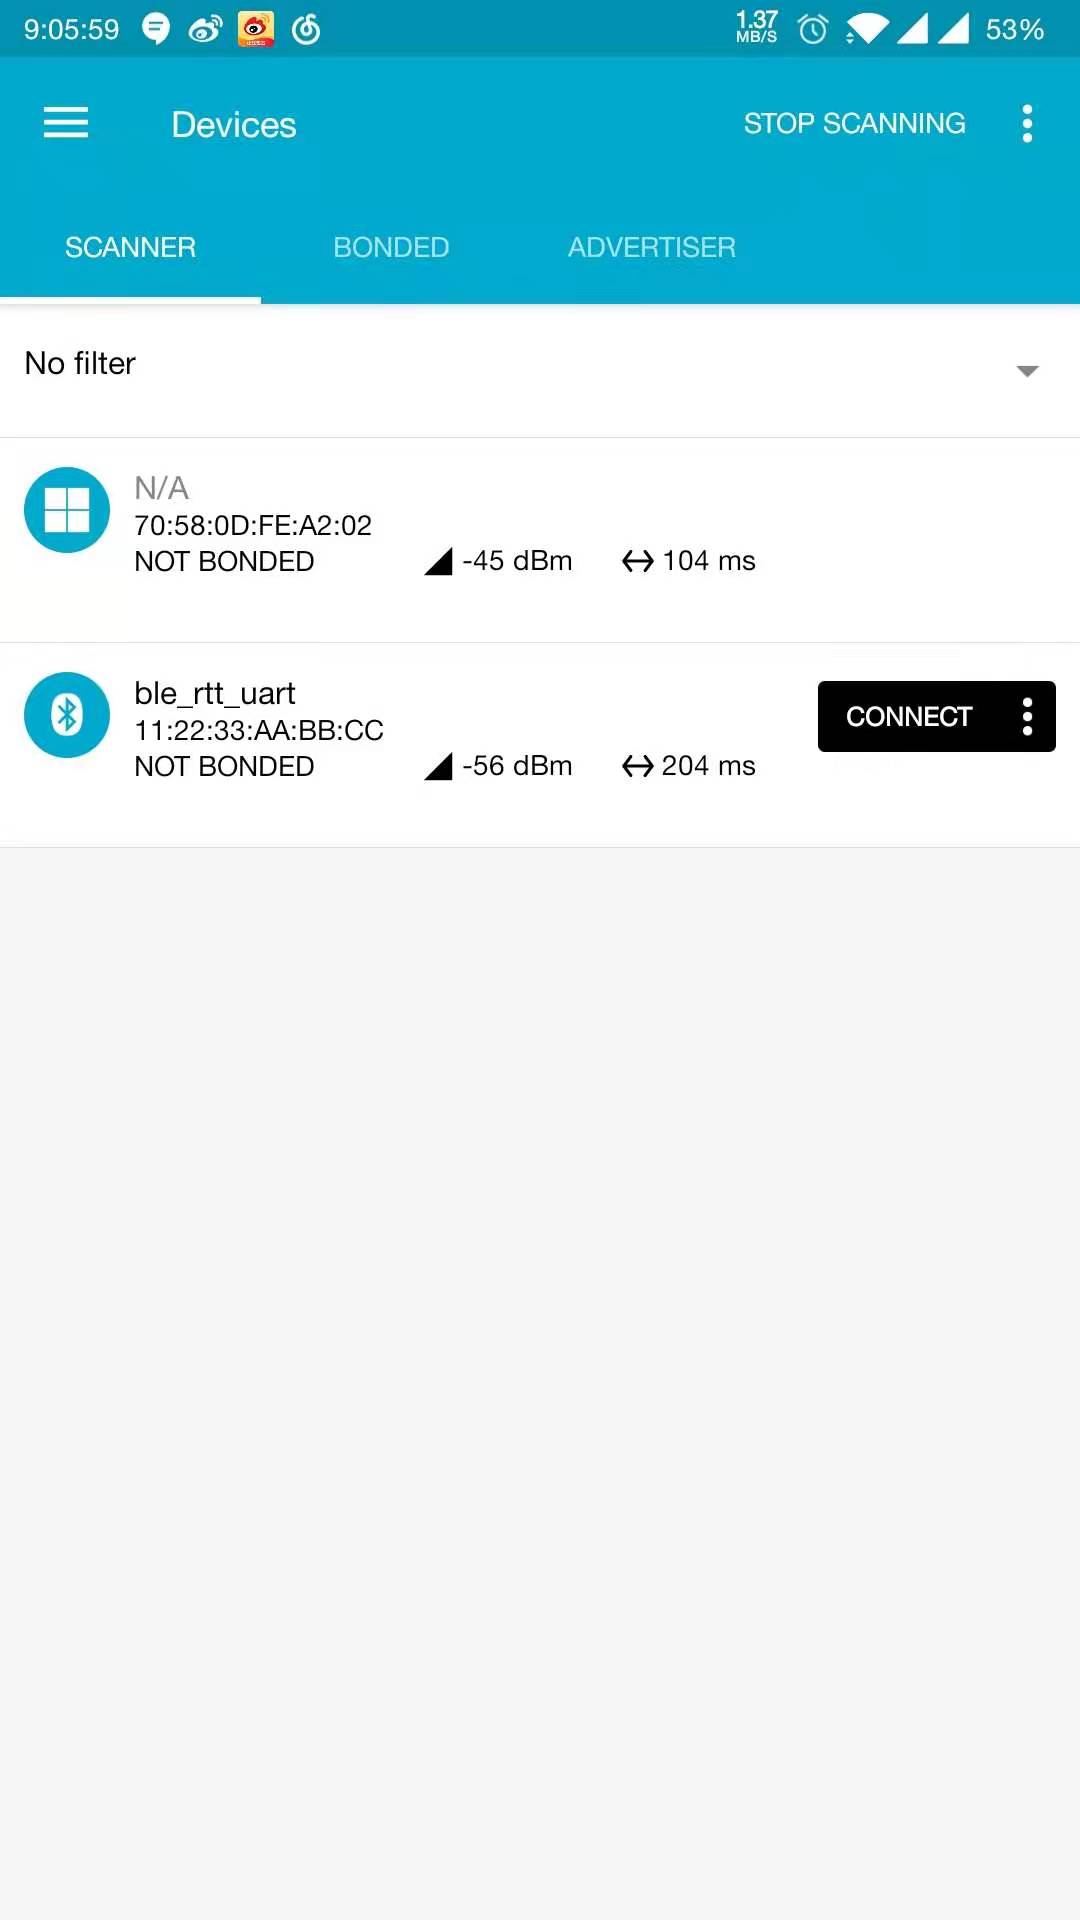 9:05:59 1.37 MB/S 53%
Devices STOP SCANNING
SCANNER BONDED ADVERTISER
No filter
N/A
70:58:0D:FE:A2:02
NOT BONDED -45 dBm 104 ms
ble_rtt_uart
11:22:33:AA:BB:CC
CONNECT
NOT BONDED -56 dBm 204 ms